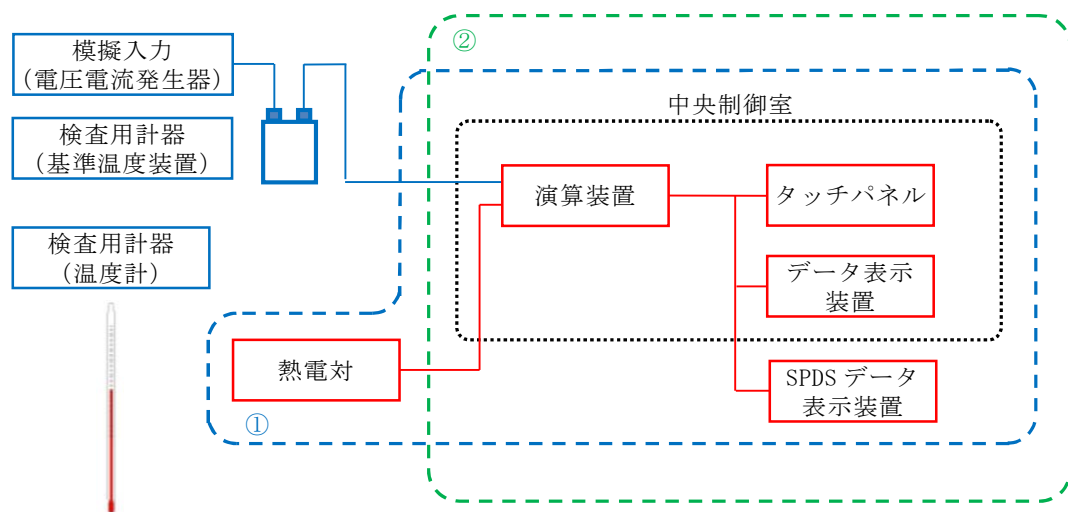 模擬入力
（電圧電流発生器）
検査用計器
（基準温度装置）
検査用計器
（温度計）
②
中央制御室
演算装置
タッチパネル
データ表示
装置
熱電対
SPDS データ
表示装置
①